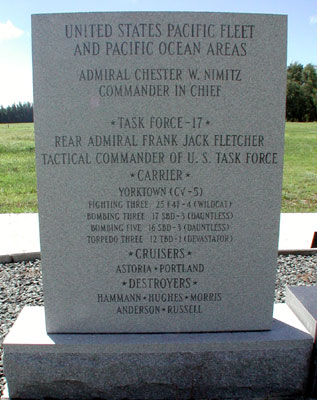 UNITED STATES PACIFIC FLEET
AND PACIFIC OCEAN AREAS
ADMIRAL CHESTER W. NIMITZ
COMMANDER IN CHIEF
★ TASK FORCE-17 ★
REAR ADMIRAL FRANK JACK FLETCHER
TACTICAL COMMANDER OF U. S. TASK FORCE
★ CARRIER ★
YORKTOWN (CV-5)
FIGHTING THREE 25 F4F-4 (WILDCAT)
BOMBING THREE 17 SBD-3 (DAUNTLESS)
BOMBING FIVE 16 SBD-3 (DAUNTLESS)
TORPEDO THREE 12 TBD-1 (DEVASTATOR)
★ CRUISERS ★
ASTORIA ★ PORTLAND
★ DESTROYERS ★
HAMMANN ★ HUGHES ★ MORRIS
ANDERSON ★ RUSSELL